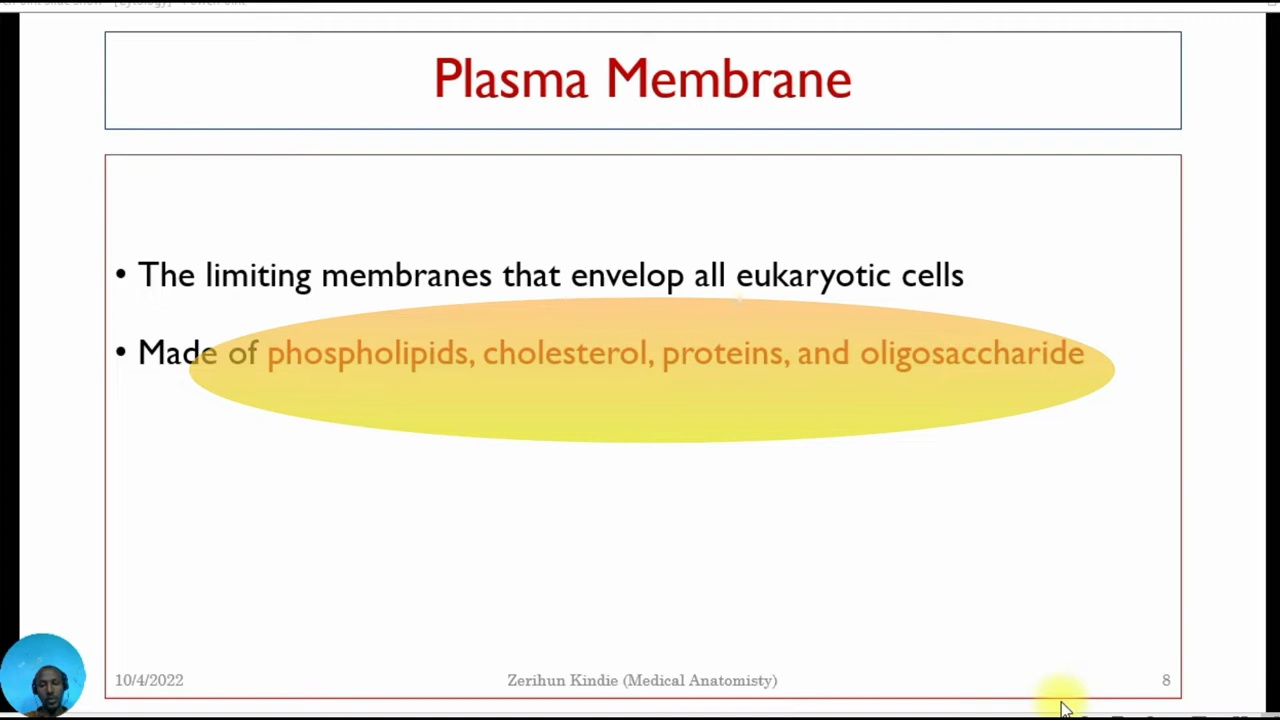 Plasma Membrane
• The limiting membranes that envelop all eukaryotic cells
• Made of phospholipids, cholesterol, proteins, and oligosaccharide
10/4/2022
Zerihun Kindie (Medical Anatomisty)
8